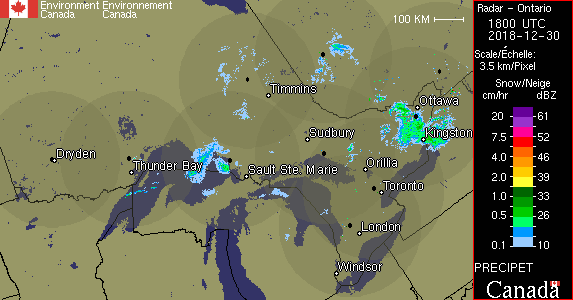 Environment Environnement
Canada Canada
100 KM
Timmins
Ottawa
Sudbury
Kingston
Dryden
Thunder Bay
Sault Ste. Marie
Orillia
Toronto
London
Windsor
Radar - Ontario
1800 UTC
2018-12-30
Scale/Échelle:
3.5 km/Pixel
Snow/Neige
cm/hr dBZ
20 61
7.5 52
4.0 46
2.0 39
1.0 33
0.5 26
0.1 10
PRECIPET
Canada